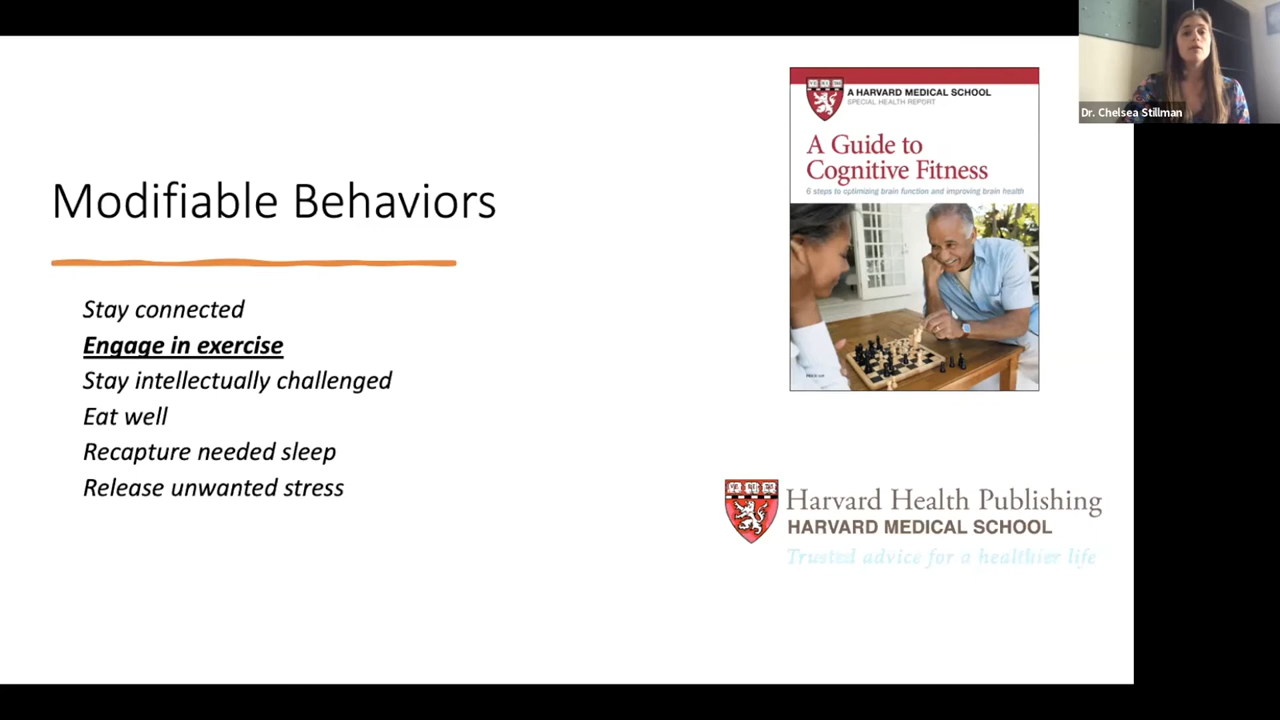 Modifiable Behaviors
Stay connected
Engage in exercise
Stay intellectually challenged
Eat well
Recapture needed sleep
Release unwanted stress
A HARVARD MEDICAL SCHOOL
SPECIAL HEALTH REPORT
A Guide to
Cognitive Fitness
6 steps to optimizing brain function and improving brain health
Harvard Health Publishing
HARVARD MEDICAL SCHOOL
Trusted advice for a healthier life
Dr. Chelsea Stillman